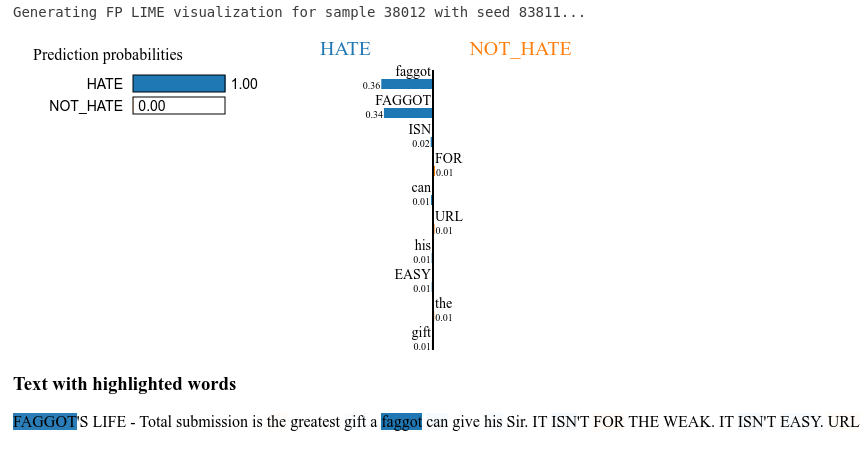 Generating FP LIME visualization for sample 38012 with seed 83811...
Prediction probabilities
HATE 1.00
NOT_HATE 0.00
HATE NOT_HATE
faggot
0.36
FAGGOT
0.34
ISN
0.02
FOR
0.01
can
0.01
URL
0.01
his
0.01
EASY
0.01
the
0.01
gift
0.01
Text with highlighted words
FAGGOT'S LIFE - Total submission is the greatest gift a faggot can give his Sir. IT ISN'T FOR THE WEAK. IT ISN'T EASY. URL